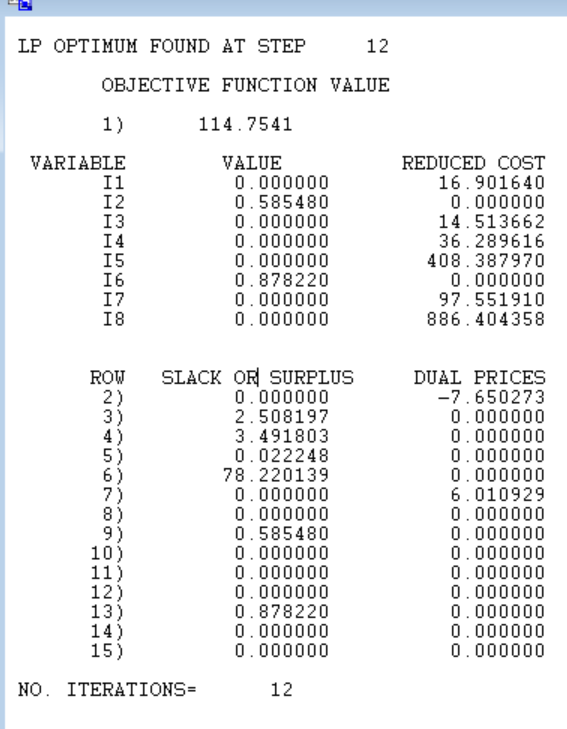 LP OPTIMUM FOUND AT STEP 12
OBJECTIVE FUNCTION VALUE
1) 114.7541
VARIABLE VALUE REDUCED COST
I1 0.000000 16.901640
I2 0.585480 0.000000
I3 0.000000 14.513662
I4 0.000000 36.289616
I5 0.000000 408.387970
I6 0.878220 0.000000
I7 0.000000 97.551910
I8 0.000000 886.404358
ROW SLACK OR SURPLUS DUAL PRICES
2) 0.000000 -7.650273
3) 2.508197 0.000000
4) 3.491803 0.000000
5) 0.022248 0.000000
6) 78.220139 0.000000
7) 0.000000 6.010929
8) 0.000000 0.000000
9) 0.585480 0.000000
10) 0.000000 0.000000
11) 0.000000 0.000000
12) 0.000000 0.000000
13) 0.878220 0.000000
14) 0.000000 0.000000
15) 0.000000 0.000000
NO. ITERATIONS= 12